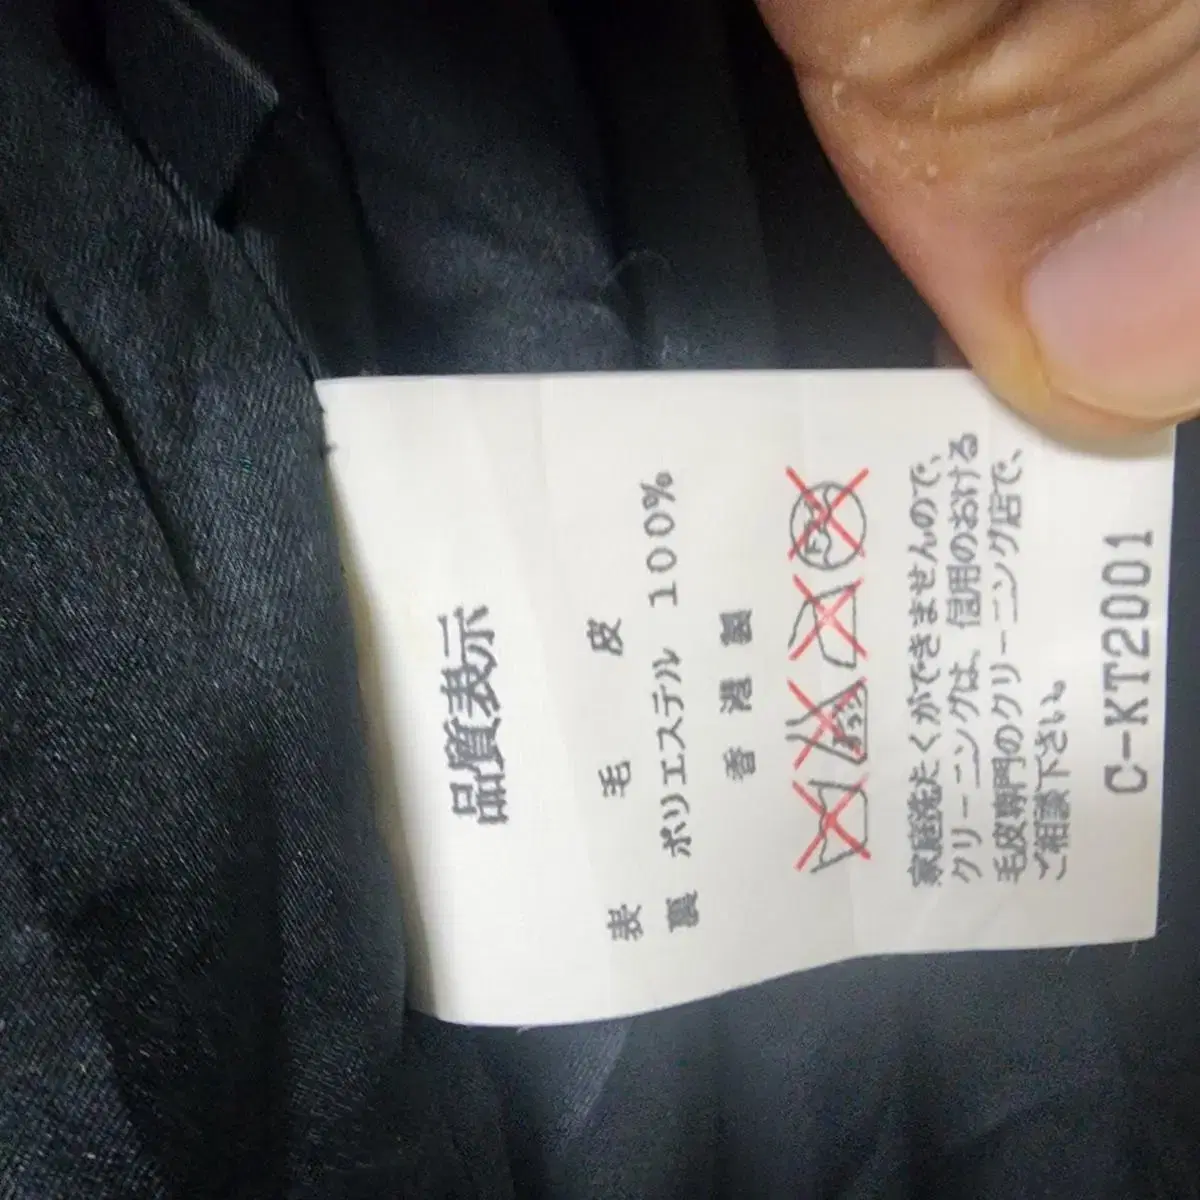 品質表示
表 毛 皮
裏 ポリエステル 100%
香 港 製
家庭洗たくができませんので、
クリーニングは、信用のおける
毛皮専門のクリーニング店で、
ご相談下さい。
C-KT2001